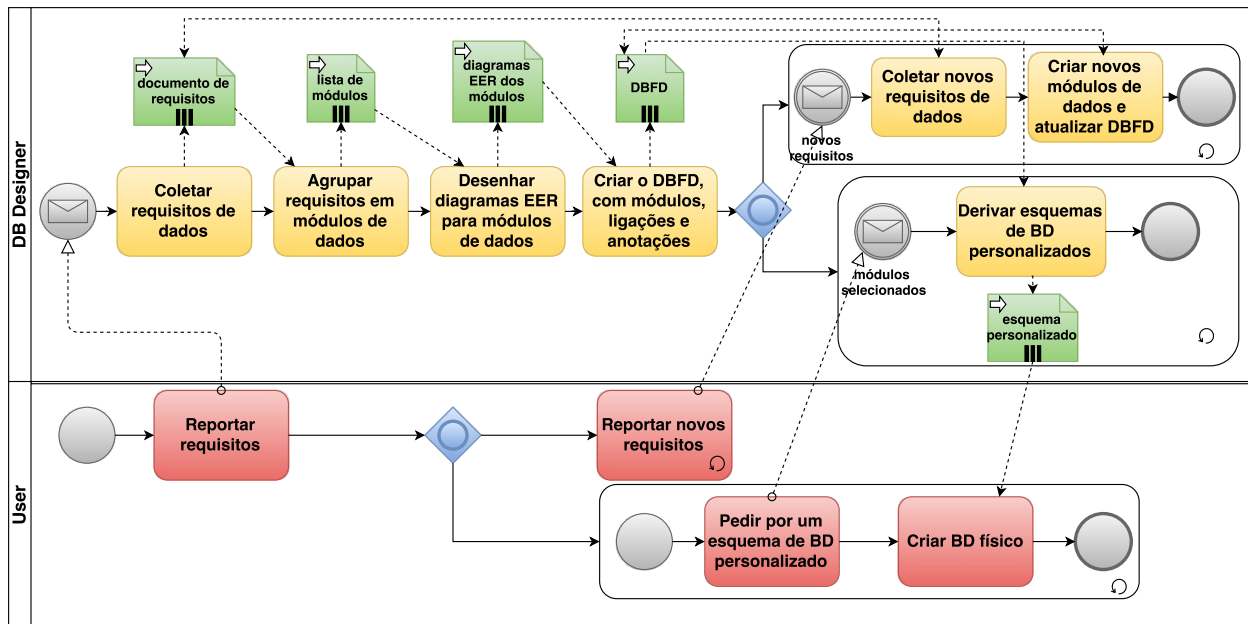 DB Designer
documento de
requisitos
lista de
módulos
diagramas
EER dos
módulos
DBFD
Coletar
requisitos de
dados
Agrupar
requisitos em
módulos de
dados
Desenhar
diagramas EER
para módulos
de dados
Criar o DBFD,
com módulos,
ligações e
anotações
novos
requisitos
Coletar novos
requisitos de
dados
Criar novos
módulos de
dados e
atualizar DBFD
módulos
selecionados
Derivar esquemas
de BD
personalizados
esquema
personalizado
User
Reportar
requisitos
Reportar novos
requisitos
Pedir por um
esquema de BD
personalizado
Criar BD físico